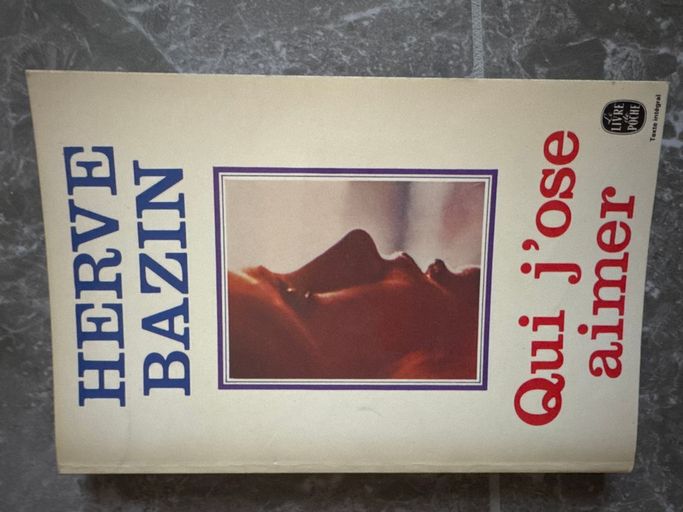 HERVE
BAZIN
Qui j'ose
aimer
Le
LIVRE
de
POCHE
Texte intégral